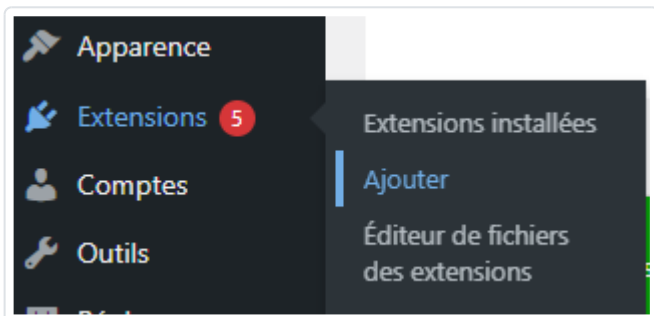 Apparence
Extensions 5
Comptes
Outils
Extensions installées
Ajouter
Éditeur de fichiers
des extensions